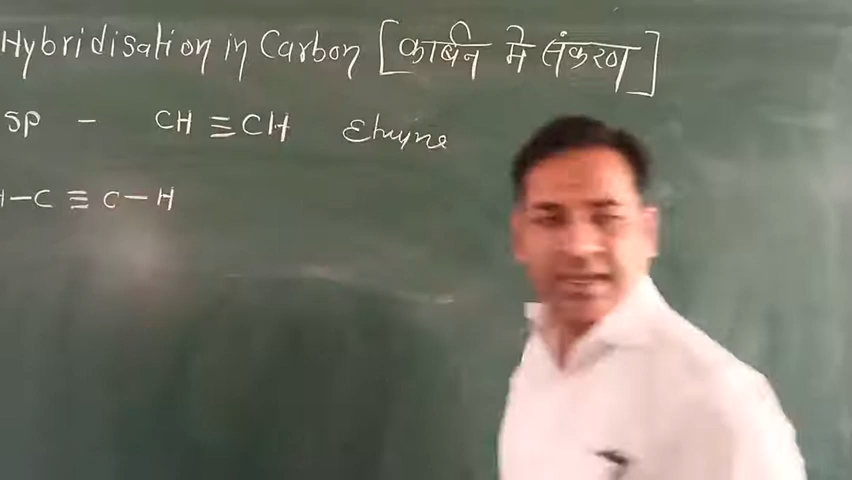 Hybridisation in Carbon [कार्बन में संकरण]
sp - CH ≡ CH Ethyne
H-C ≡ C-H